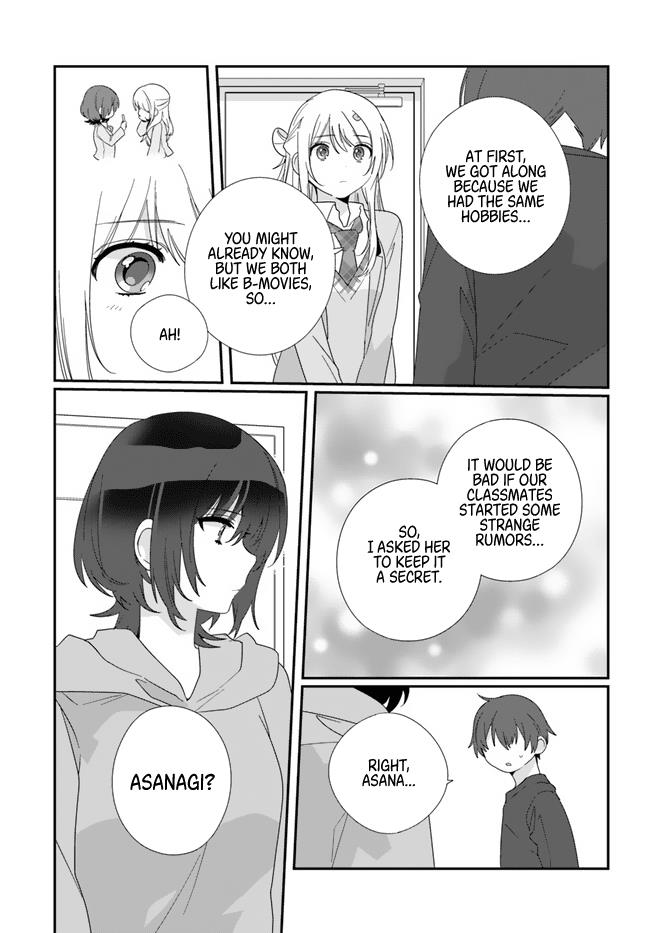 AT FIRST,
WE GOT ALONG
BECAUSE WE
HAD THE SAME
HOBBIES...
YOU MIGHT
ALREADY KNOW,
BUT WE BOTH
LIKE B-MOVIES,
SO...
AH!
IT WOULD BE
BAD IF OUR
CLASSMATES
STARTED SOME
STRANGE
RUMORS...
SO,
I ASKED HER
TO KEEP IT
A SECRET.
RIGHT,
ASANA...
ASANAGI?